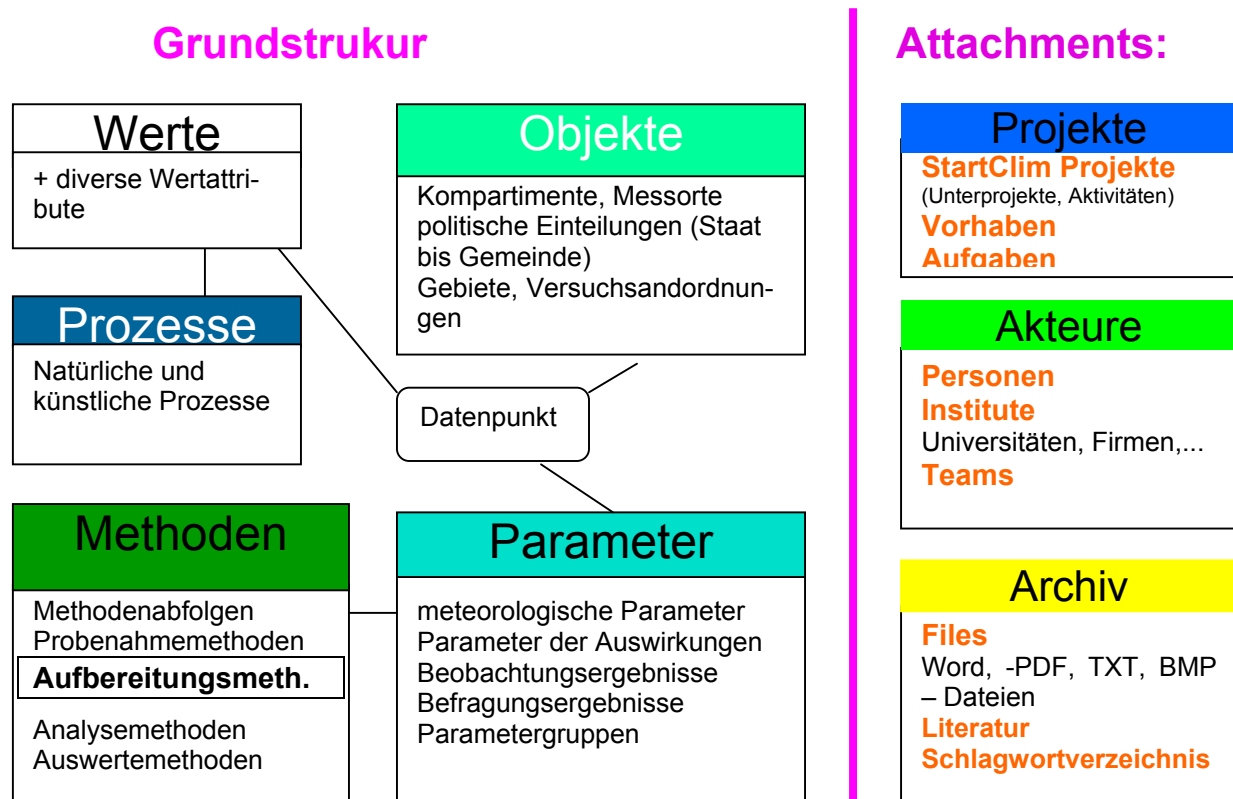 Grundstrukur
Werte
+ diverse Wertattri-
bute
Objekte
Kompartimente, Messorte
politische Einteilungen (Staat
bis Gemeinde)
Gebiete, Versuchsandordnun-
gen
Prozesse
Natürliche und
künstliche Prozesse
Datenpunkt
Methoden
Methodenabfolgen
Probenahmemethoden
Aufbereitungsmeth.
Analysemethoden
Auswertemethoden
Parameter
meteorologische Parameter
Parameter der Auswirkungen
Beobachtungsergebnisse
Befragungsergebnisse
Parametergruppen
Attachments:
Projekte
StartClim Projekte
(Unterprojekte, Aktivitäten)
Vorhaben
Aufgaben
Akteure
Personen
Institute
Universitäten, Firmen,...
Teams
Archiv
Files
Word, -PDF, TXT, BMP
– Dateien
Literatur
Schlagwortverzeichnis